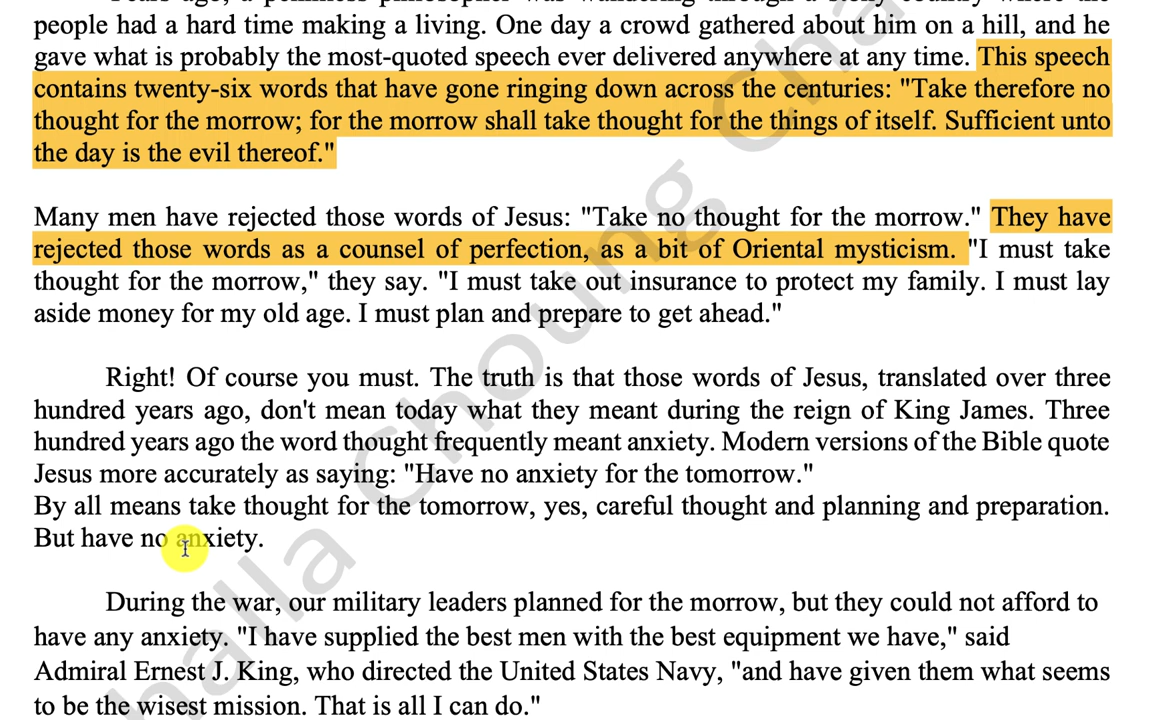 people had a hard time making a living. One day a crowd gathered about him on a hill, and he
gave what is probably the most-quoted speech ever delivered anywhere at any time. This speech
contains twenty-six words that have gone ringing down across the centuries: "Take therefore no
thought for the morrow; for the morrow shall take thought for the things of itself. Sufficient unto
the day is the evil thereof."
Many men have rejected those words of Jesus: "Take no thought for the morrow." They have
rejected those words as a counsel of perfection, as a bit of Oriental mysticism. "I must take
thought for the morrow," they say. "I must take out insurance to protect my family. I must lay
aside money for my old age. I must plan and prepare to get ahead."
Right! Of course you must. The truth is that those words of Jesus, translated over three
hundred years ago, don't mean today what they meant during the reign of King James. Three
hundred years ago the word thought frequently meant anxiety. Modern versions of the Bible quote
Jesus more accurately as saying: "Have no anxiety for the tomorrow."
By all means take thought for the tomorrow, yes, careful thought and planning and preparation.
But have no anxiety.
During the war, our military leaders planned for the morrow, but they could not afford to
have any anxiety. "I have supplied the best men with the best equipment we have," said
Admiral Ernest J. King, who directed the United States Navy, "and have given them what seems
to be the wisest mission. That is all I can do."